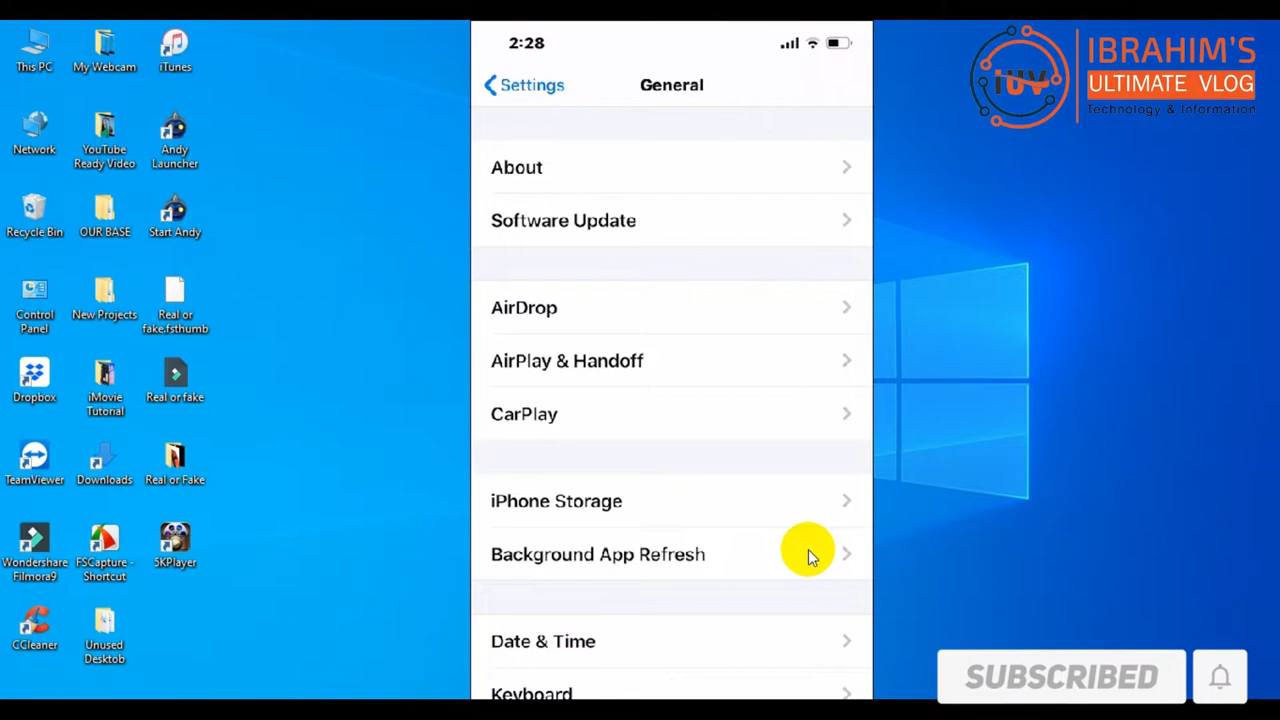 This PC
My Webcam
iTunes
Network
YouTube
Ready Video
Andy
Launcher
Recycle Bin
OUR BASE
Start Andy
Control
Panel
New Projects
Real or
fake.fsthumb
Dropbox
iMovie
Tutorial
Real or fake
TeamViewer
Downloads
Real or Fake
Wondershare
Filmora9
FSCapture -
Shortcut
5KPlayer
CCleaner
Unused
Desktop
2:28
Settings
General
About
Software Update
AirDrop
AirPlay & Handoff
CarPlay
iPhone Storage
Background App Refresh
Date & Time
Keyboard
iUV
IBRAHIM'S
ULTIMATE VLOG
Technology & Information
SUBSCRIBED